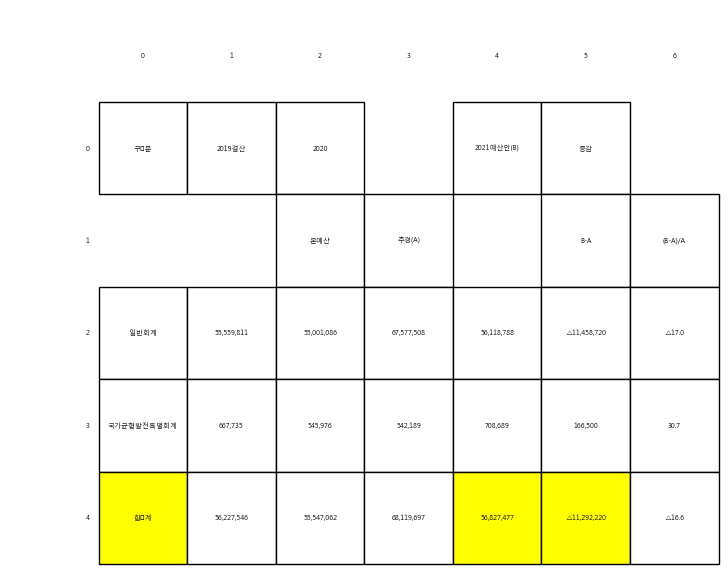 0 1 2 3 4 5 6
0 구□분 2019결산 2020 2021예산안(B) 증감
1 본예산 추경(A) B-A (B-A)/A
2 일반회계 55,559,811 55,001,086 67,577,508 56,118,788 △11,458,720 △17.0
3 국가균형발전특별회계 667,735 545,976 542,189 708,689 166,500 30.7
4 합□계 56,227,546 55,547,062 68,119,697 56,827,477 △11,292,220 △16.6